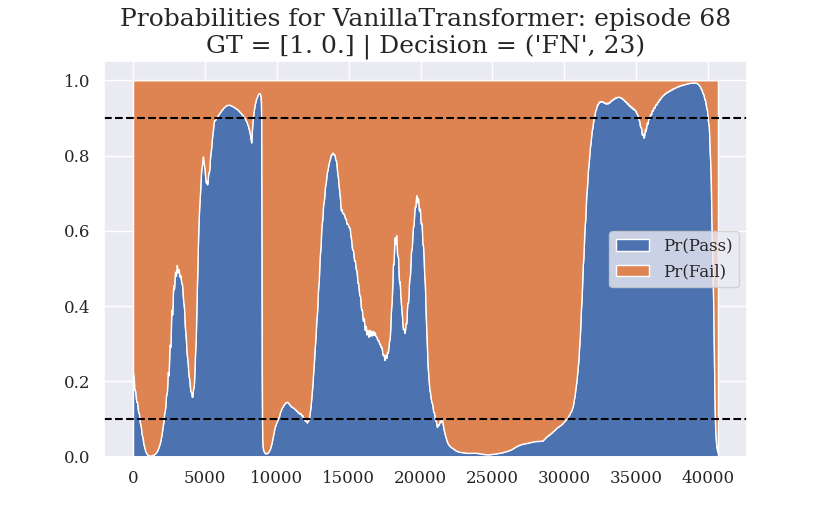 Probabilities for VanillaTransformer: episode 68
GT = [1. 0.] | Decision = ('FN', 23)
1.0
0.8
0.6
0.4
0.2
0.0
Pr(Pass)
Pr(Fail)
0 5000 10000 15000 20000 25000 30000 35000 40000